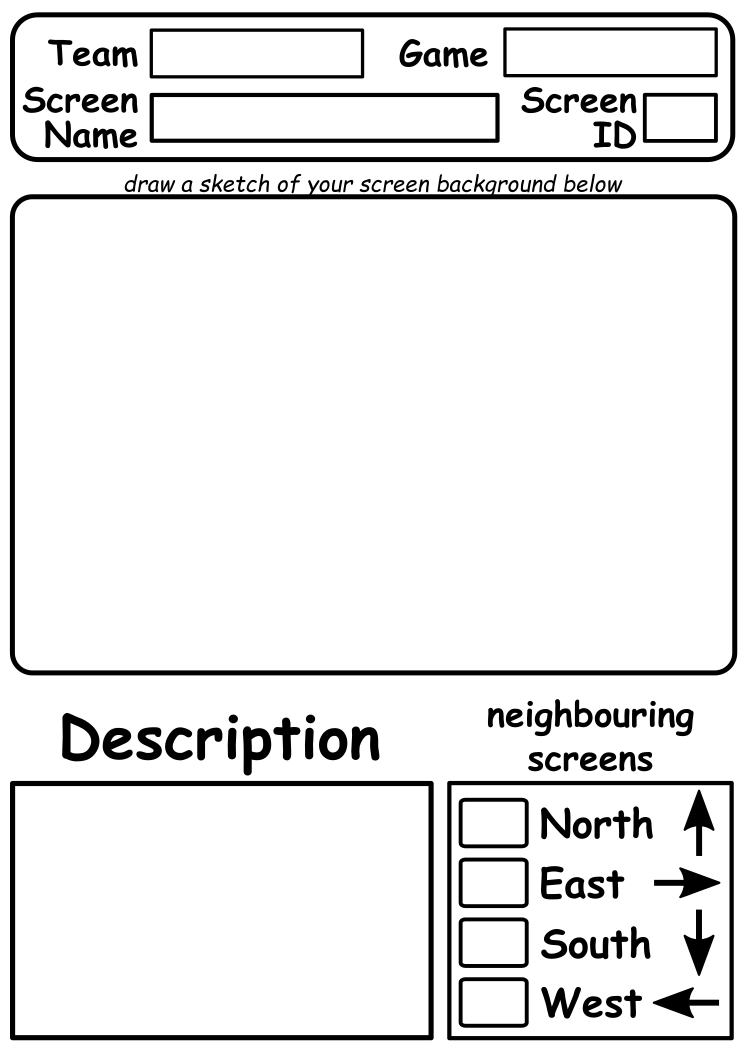 Team Game
Screen Name Screen ID
draw a sketch of your screen background below
Description
neighbouring
screens
North
East
South
West